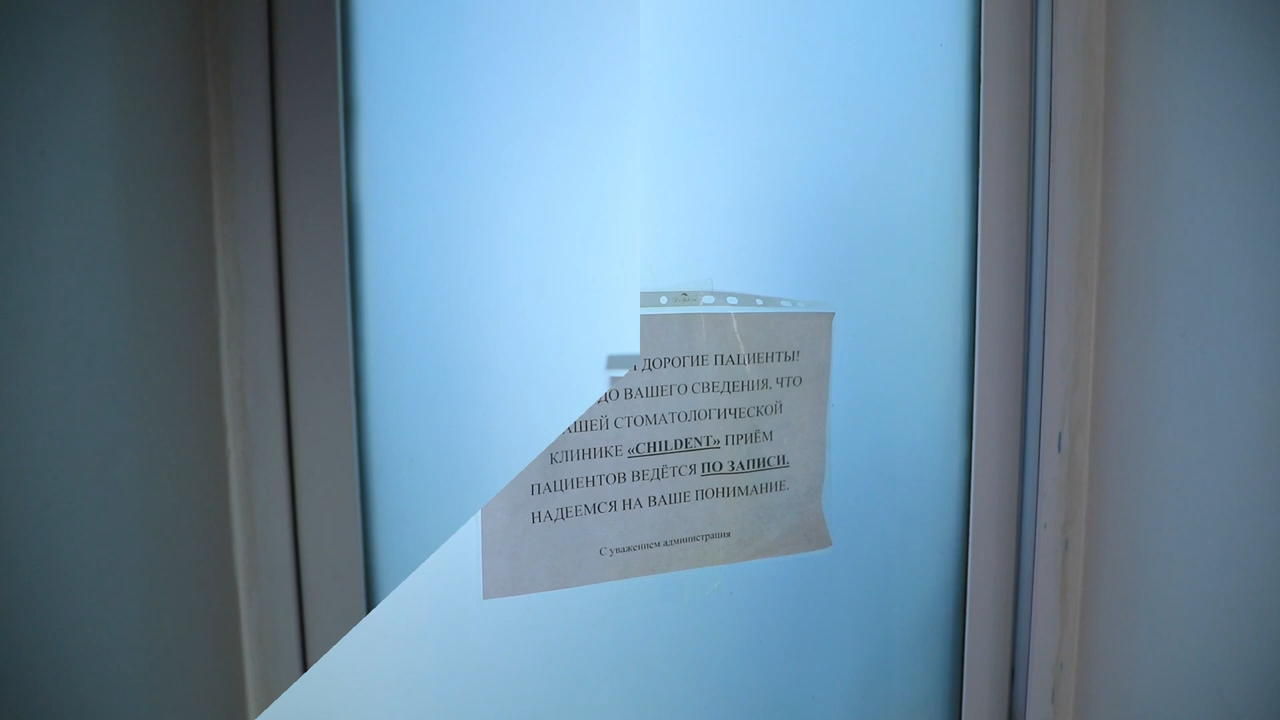 ДОРОГИЕ ПАЦИЕНТЫ!
ДО ВАШЕГО СВЕДЕНИЯ, ЧТО
СТОМАТОЛОГИЧЕСКОЙ
КЛИНИКЕ «CHILDENT» ПРИЁМ
ПАЦИЕНТОВ ВЕДЁТСЯ ПО ЗАПИСИ.
НАДЕЕМСЯ НА ВАШЕ ПОНИМАНИЕ.
С уважением администрация